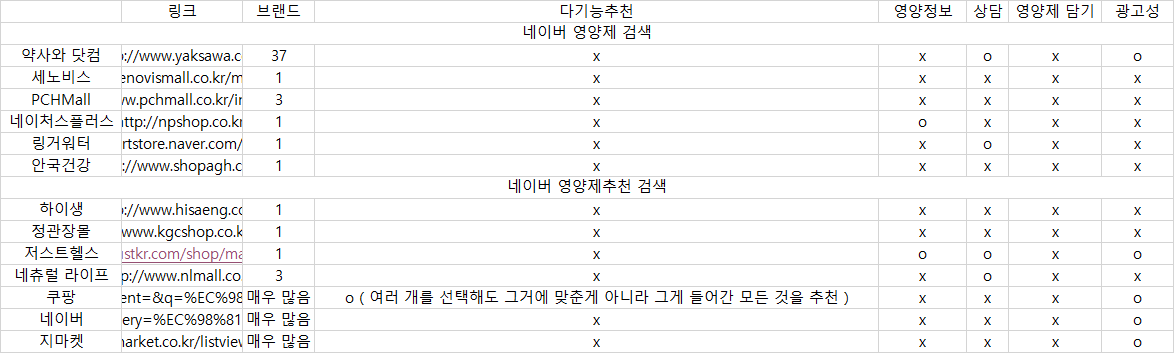 링크 브랜드 다기능추천 영양정보 상담 영양제 담기 광고성
네이버 영양제 검색
약사와 닷컴 ://www.yaksawa.c 37 x x o x o
세노비스 enovismall.co.kr/m 1 x x x x x
PCHMall ww.pchmall.co.kr/in 3 x x x x x
네이처스플러스 http://npshop.co.kr 1 x o x x x
링거워터 rtstore.naver.com/ 1 x x o x x
안국건강 ://www.shopagh.c 1 x x x x x
네이버 영양제추천 검색
하이생 ://www.hisaeng.co 1 x x x x x
정관장몰 www.kgcshop.co.k 1 x x x x x
저스트헬스 ustkr.com/shop/ma 1 x o o x o
네츄럴 라이프 p://www.nlmall.co 3 x x o x x
쿠팡 ent=&q=%EC%98 매우 많음 o ( 여러 개를 선택해도 그거에 맞춘게 아니라 그게 들어간 모든 것을 추천 ) x x x o
네이버 ery=%EC%98%81 매우 많음 x x x x o
지마켓 market.co.kr/listview 매우 많음 x x x x o